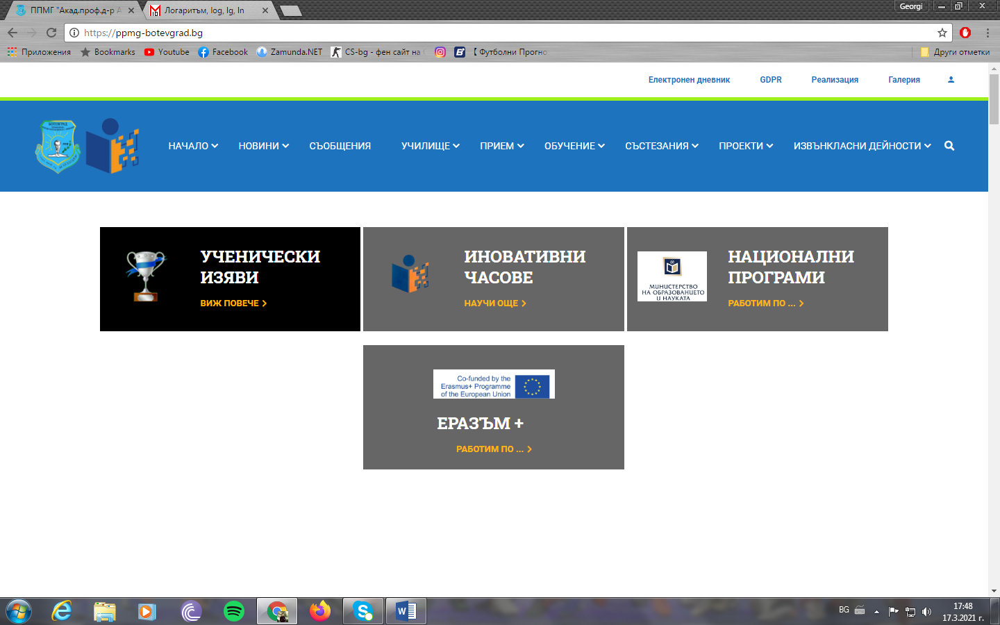 Georgi
ППМГ "Акад.проф.д-р А
Логаритъм, log, lg, ln
https://ppmg-botevgrad.bg
Приложения Bookmarks Youtube Facebook Zamunda.NET CS-bg - фен сайт на Футболни Прогно Други отметки
Електронен дневник GDPR Реализация Галерия
БОТЕВГРАД
НАЧАЛО НОВИНИ СЪОБЩЕНИЯ УЧИЛИЩЕ ПРИЕМ ОБУЧЕНИЕ СЪСТЕЗАНИЯ ПРОЕКТИ ИЗВЪНКЛАСНИ ДЕЙНОСТИ
УЧЕНИЧЕСКИ
ИЗЯВИ
ВИЖ ПОВЕЧЕ
ИНОВАТИВНИ
ЧАСОВЕ
НАУЧИ ОЩЕ
МИНИСТЕРСТВО
НА ОБРАЗОВАНИЕТО
И НАУКАТА
НАЦИОНАЛНИ
ПРОГРАМИ
РАБОТИМ ПО ...
Co-funded by the
Erasmus+ Programme
of the European Union
ЕРАЗЪМ +
РАБОТИМ ПО ...
BG
17:48
17.3.2021 г.